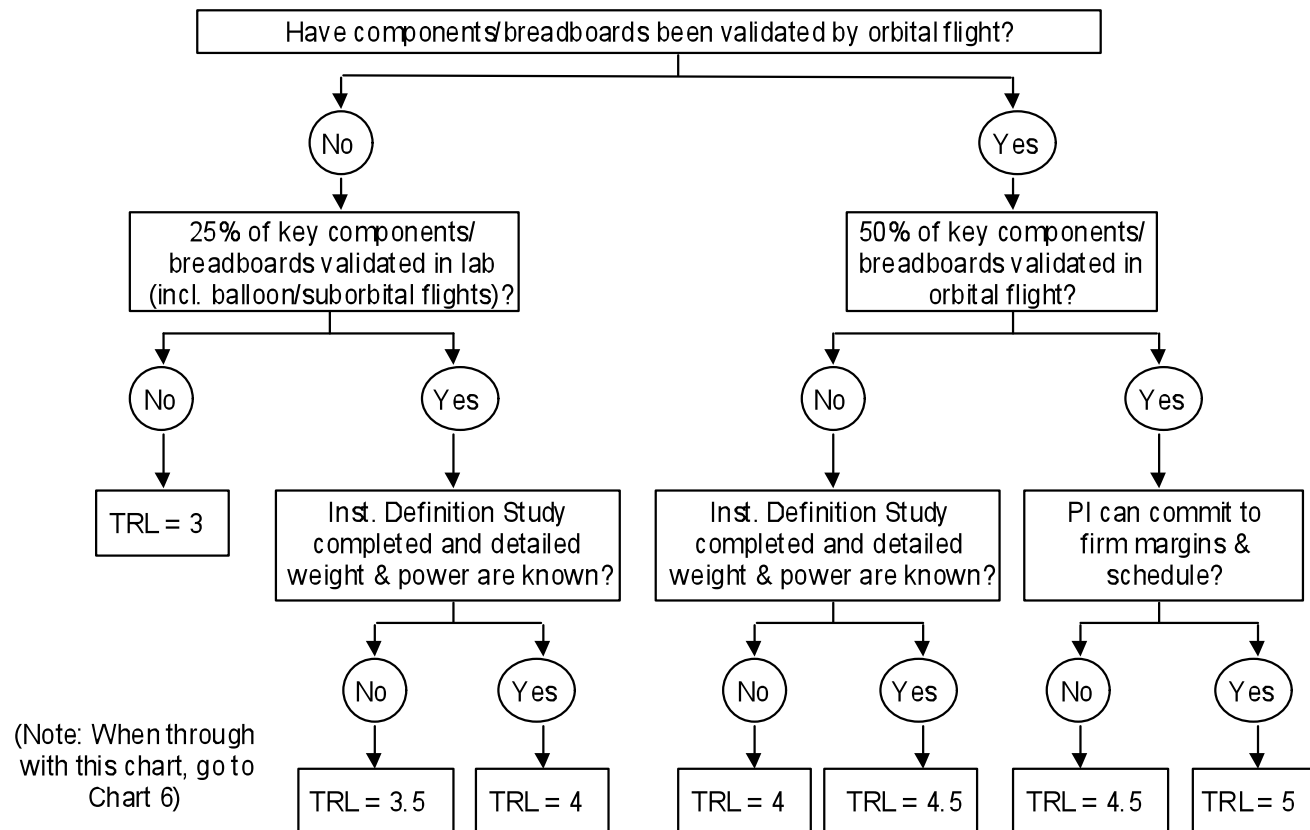 Have components/breadboards been validated by orbital flight?
No
Yes
25% of key components/
breadboards validated in lab
(incl. balloon/suborbital flights)?
50% of key components/
breadboards validated in
orbital flight?
No
Yes
No
Yes
TRL = 3
Inst. Definition Study
completed and detailed
weight & power are known?
Inst. Definition Study
completed and detailed
weight & power are known?
PI can commit to
firm margins &
schedule?
No
Yes
No
Yes
No
Yes
(Note: When through
with this chart, go to
Chart 6)
TRL = 3.5
TRL = 4
TRL = 4
TRL = 4.5
TRL = 4.5
TRL = 5